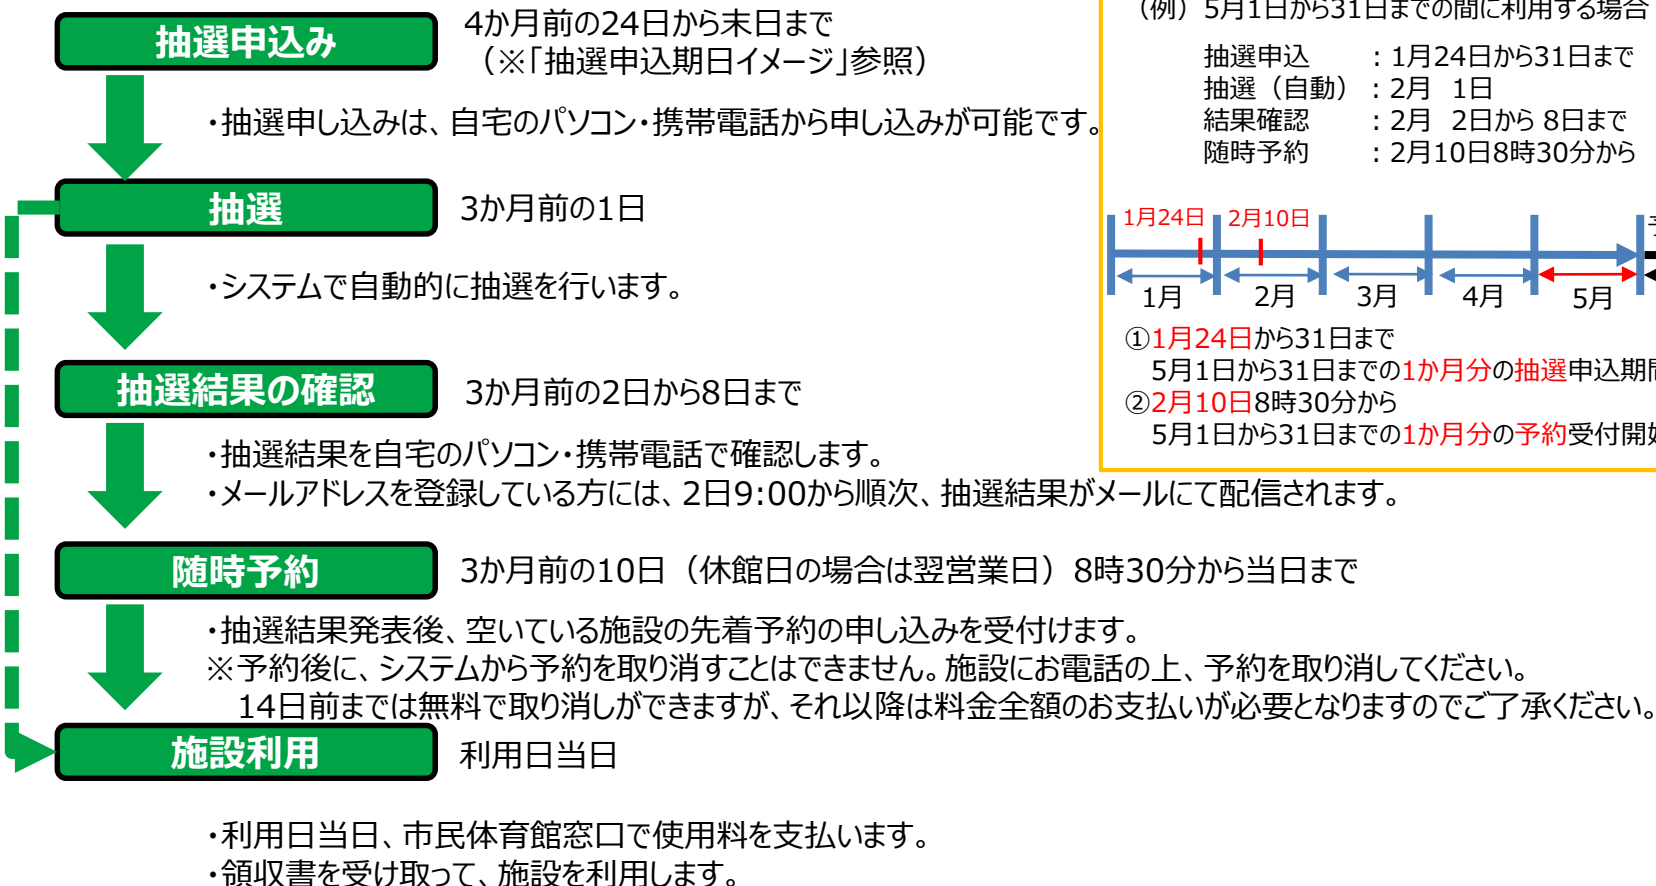 抽選申込み
4か月前の24日から末日まで
（※「抽選申込期日イメージ」参照）
・抽選申し込みは、自宅のパソコン・携帯電話から申し込みが可能です。
抽選
3か月前の1日
・システムで自動的に抽選を行います。
抽選結果の確認
3か月前の2日から8日まで
・抽選結果を自宅のパソコン・携帯電話で確認します。
・メールアドレスを登録している方には、2日9:00から順次、抽選結果がメールにて配信されます。
随時予約
3か月前の10日（休館日の場合は翌営業日）8時30分から当日まで
・抽選結果発表後、空いている施設の先着予約の申し込みを受付けます。
※予約後に、システムから予約を取り消すことはできません。施設にお電話の上、予約を取り消してください。
14日前までは無料で取り消しができますが、それ以降は料金全額のお支払いが必要となりますのでご了承ください。
施設利用
利用日当日
・利用日当日、市民体育館窓口で使用料を支払います。
・領収書を受け取って、施設を利用します。
（例）5月1日から31日までの間に利用する場合
抽選申込 ：1月24日から31日まで
抽選（自動）：2月 1日
結果確認 ：2月 2日から 8日まで
随時予約 ：2月10日8時30分から
1月24日 2月10日
1月 2月 3月 4月 5月
①1月24日から31日まで
5月1日から31日までの1か月分の抽選申込期
②2月10日8時30分から
5月1日から31日までの1か月分の予約受付開